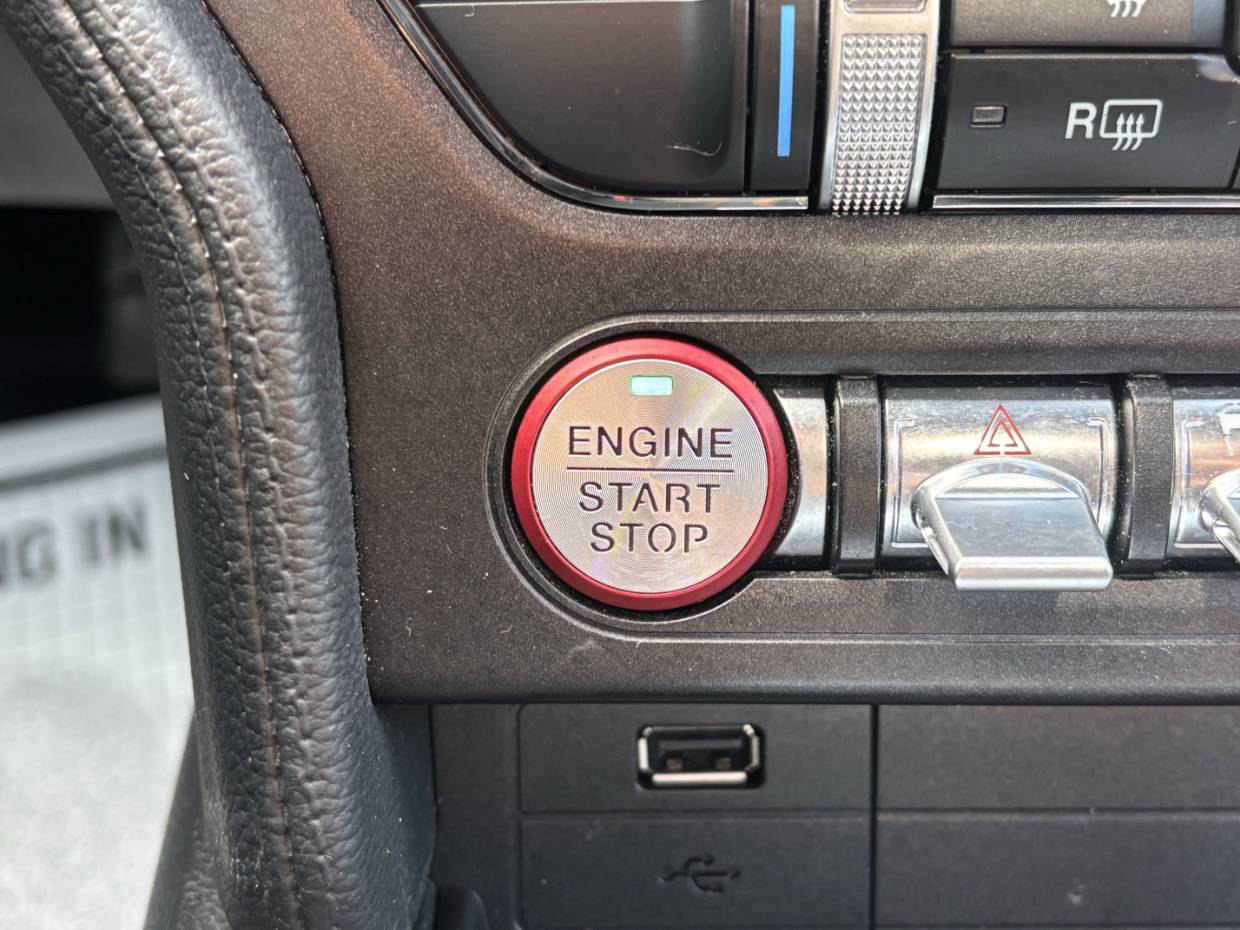 R
ENGINE
START
STOP
NG IN